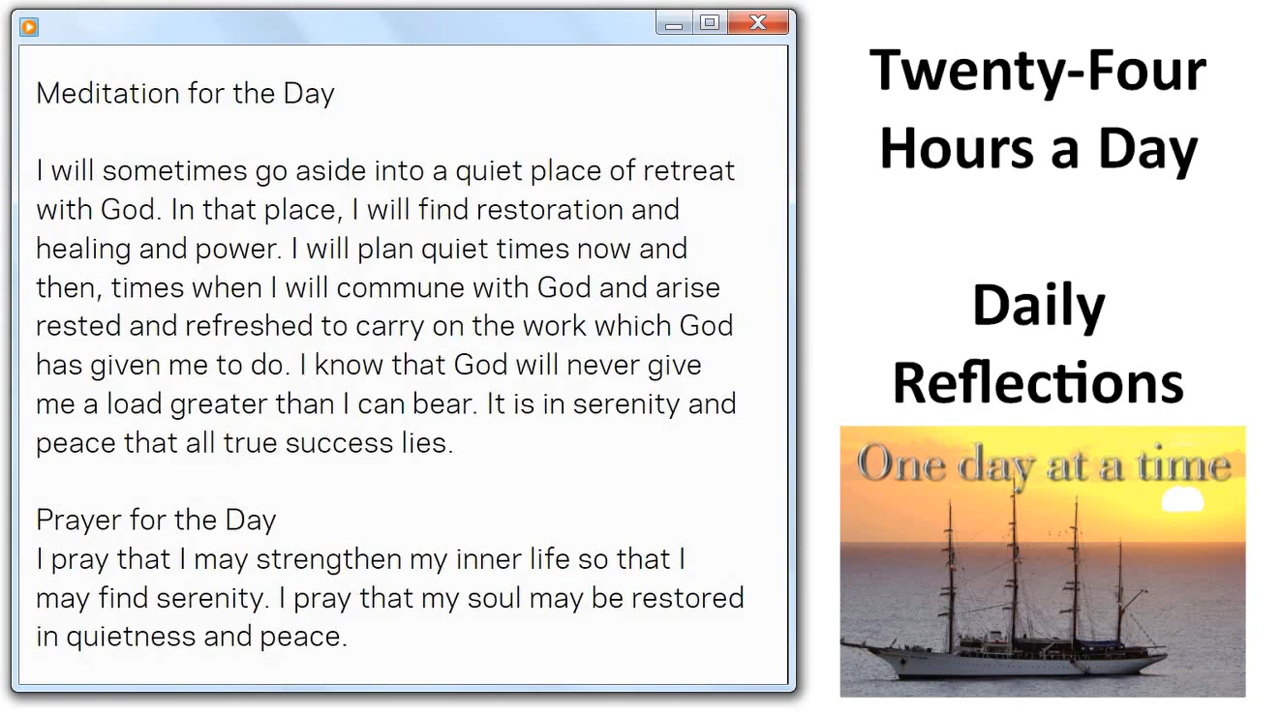 Meditation for the Day
I will sometimes go aside into a quiet place of retreat
with God. In that place, I will find restoration and
healing and power. I will plan quiet times now and
then, times when I will commune with God and arise
rested and refreshed to carry on the work which God
has given me to do. I know that God will never give
me a load greater than I can bear. It is in serenity and
peace that all true success lies.
Prayer for the Day
I pray that I may strengthen my inner life so that I
may find serenity. I pray that my soul may be restored
in quietness and peace.
Twenty-Four
Hours a Day
Daily
Reflections
One day at a time